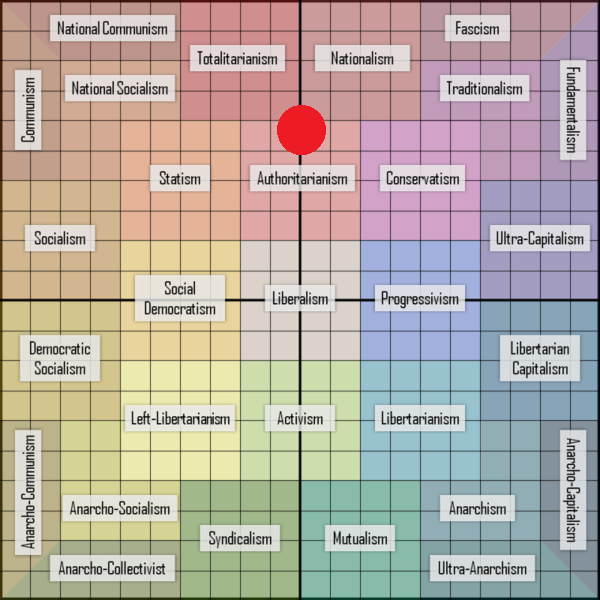 National Communism
Fascism
Totalitarianism
Nationalism
National Socialism
Traditionalism
Communism
Fundamentalism
Statism
Authoritarianism
Conservatism
Socialism
Ultra-Capitalism
Social
Democratism
Liberalism
Progressivism
Democratic
Socialism
Libertarian
Capitalism
Left-Libertarianism
Activism
Libertarianism
Anarcho-Communism
Anarcho-Capitalism
Anarcho-Socialism
Anarchism
Syndicalism
Mutualism
Anarcho-Collectivist
Ultra-Anarchism